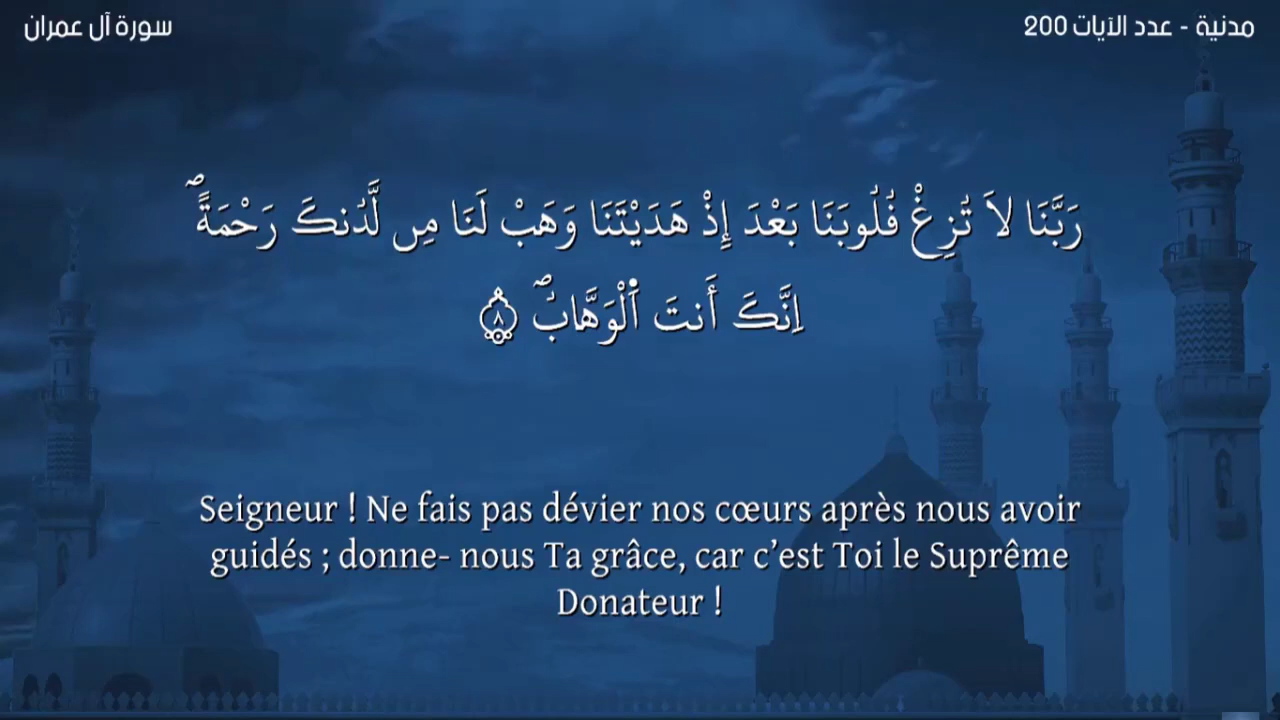 مدنية - عدد الآيات 200
سورة آل عمران
رَبَّنَا لَا تُزِغْ قُلُوبَنَا بَعْدَ إِذْ هَدَيْتَنَا وَهَبْ لَنَا مِن لَّدُنكَ رَحْمَةًۖ
اِنَّكَ أَنتَ اَ۬لْوَهَّابُۖ ٨
Seigneur ! Ne fais pas dévier nos cœurs après nous avoir
guidés ; donne- nous Ta grâce, car c’est Toi le Suprême
Donateur !